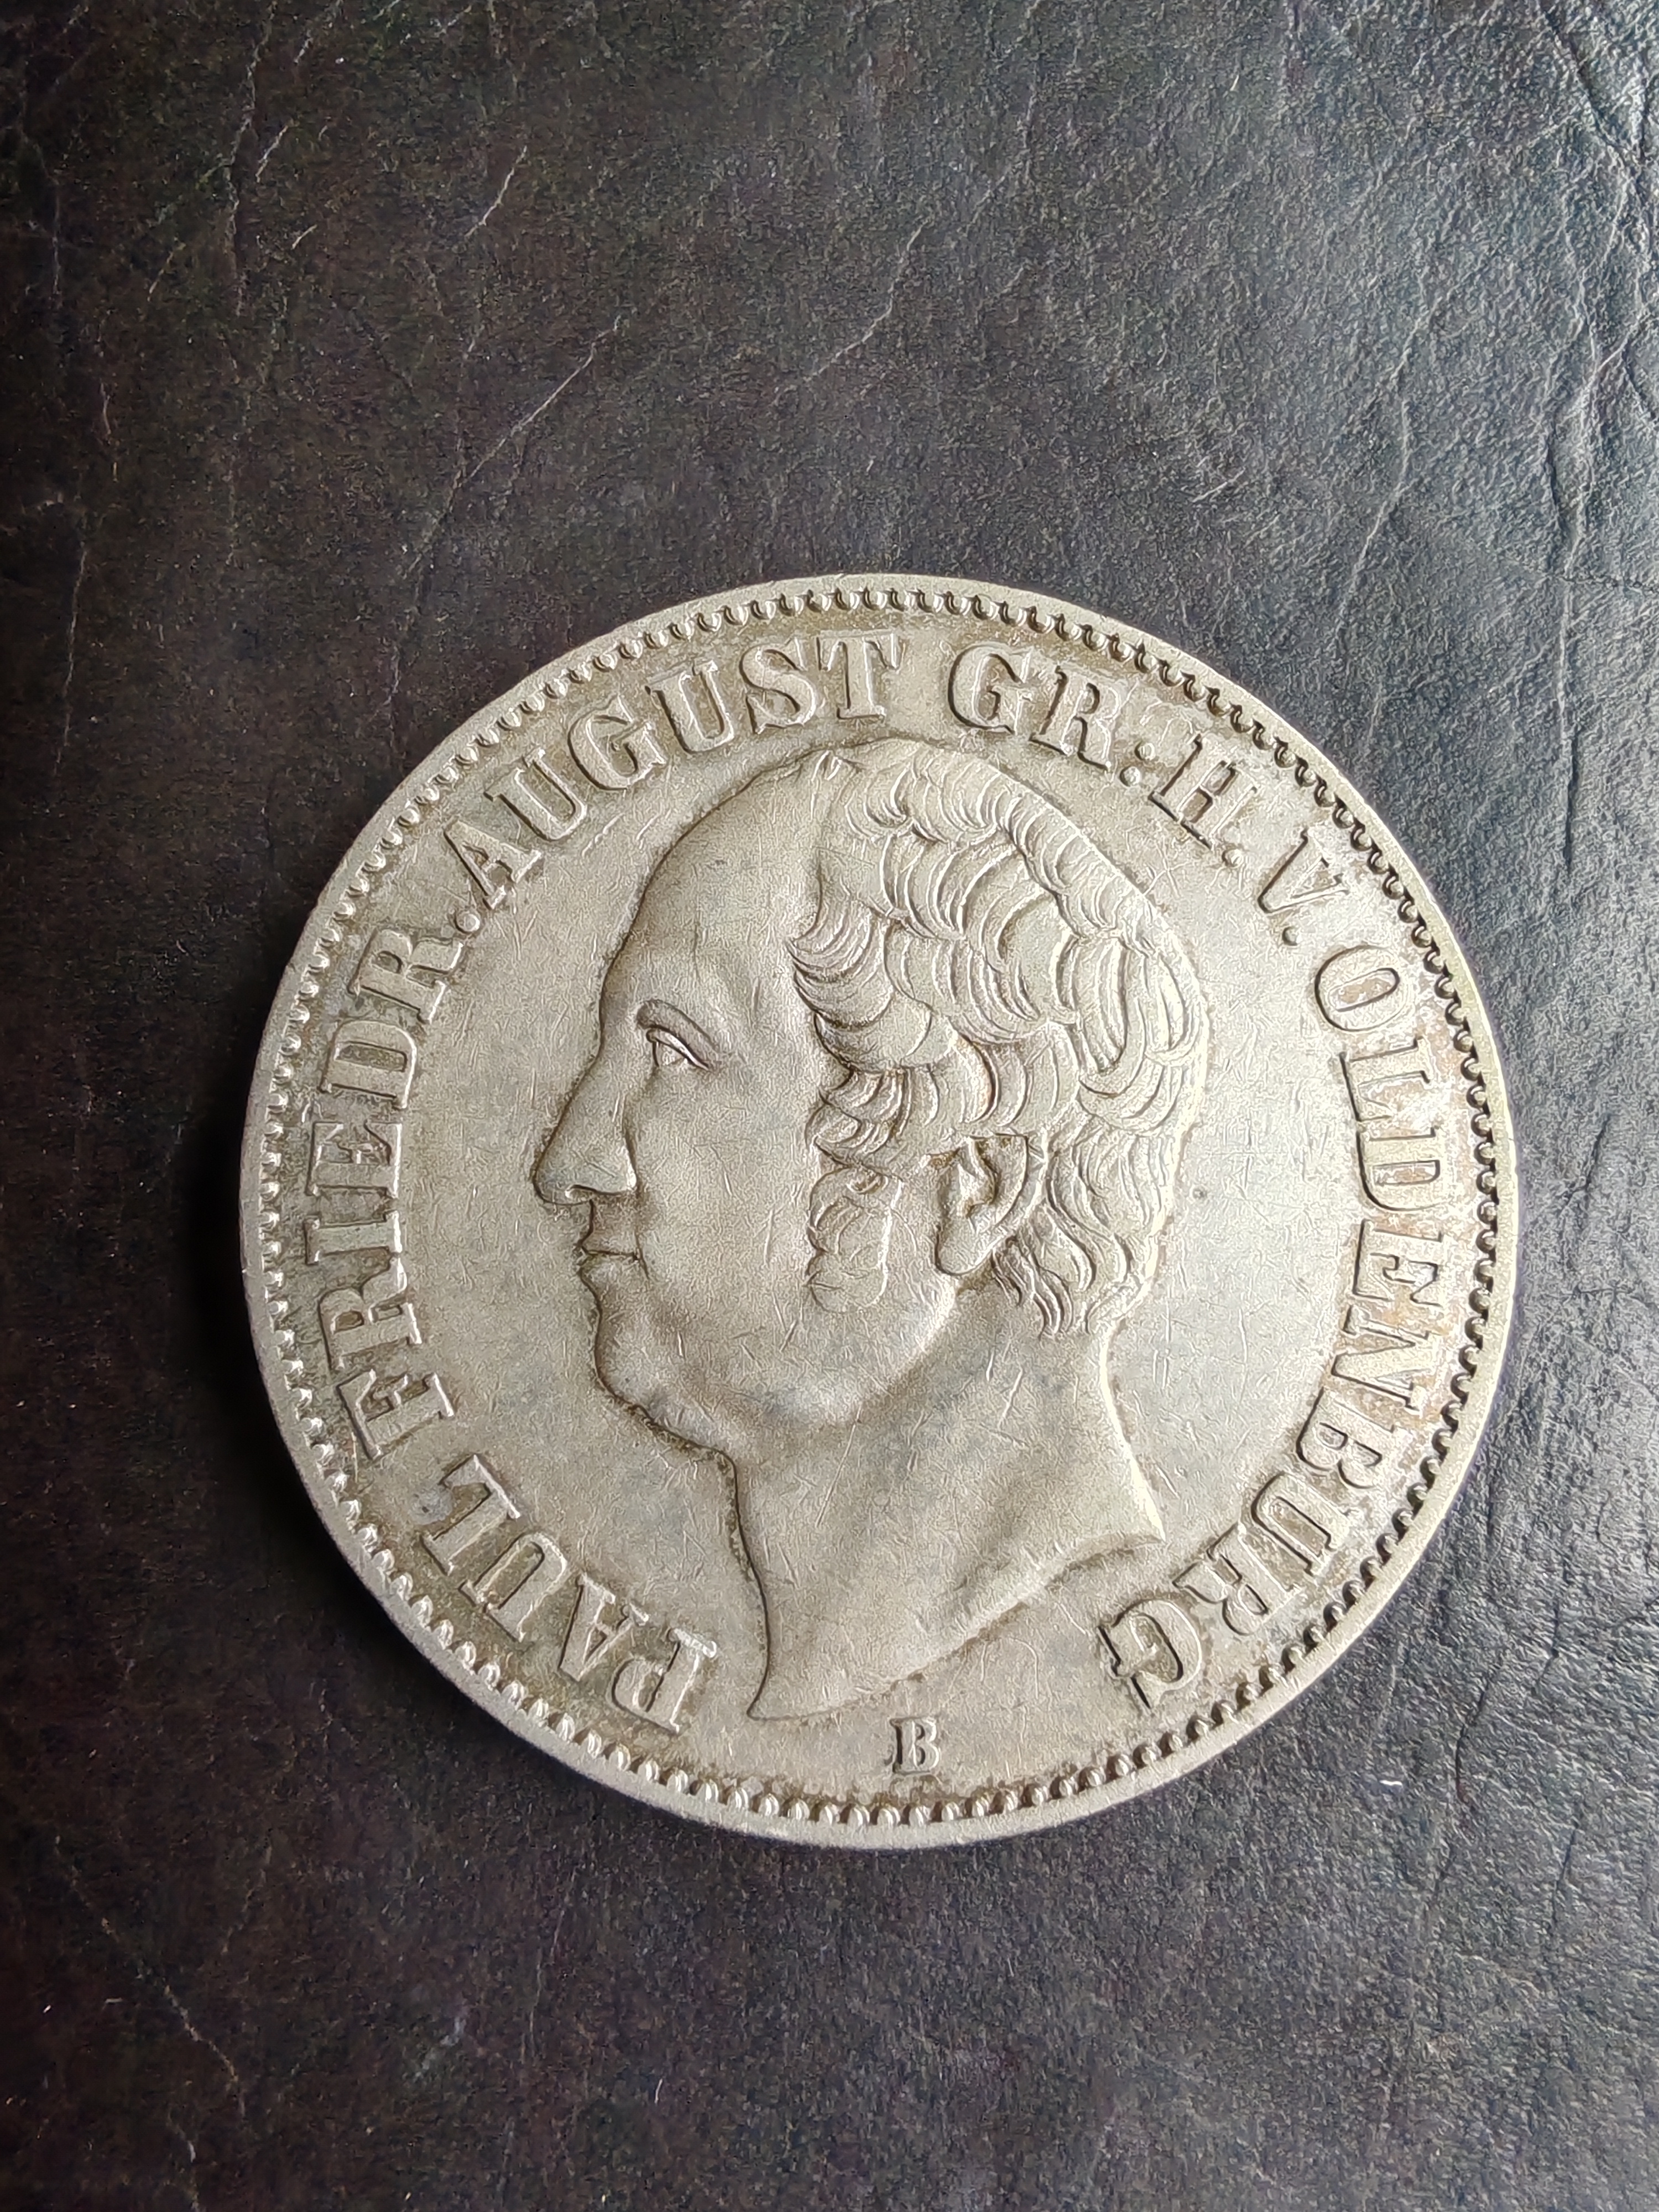 PAUL FRIEDR. AUGUST GR: H. V. OLDENBURG
B